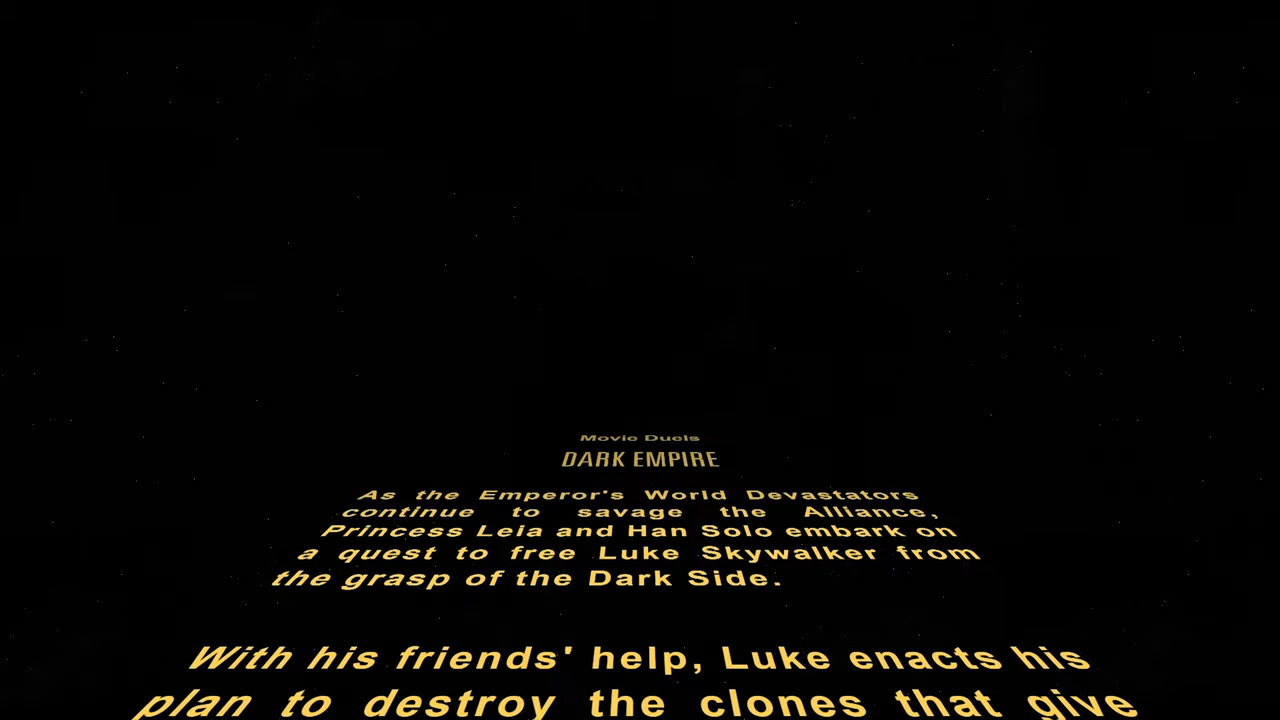 Movie Duels
DARK EMPIRE
As the Emperor's World Devastators
continue to savage the Alliance,
Princess Leia and Han Solo embark on
a quest to free Luke Skywalker from
the grasp of the Dark Side.
With his friends' help, Luke enacts his
plan to destroy the clones that give